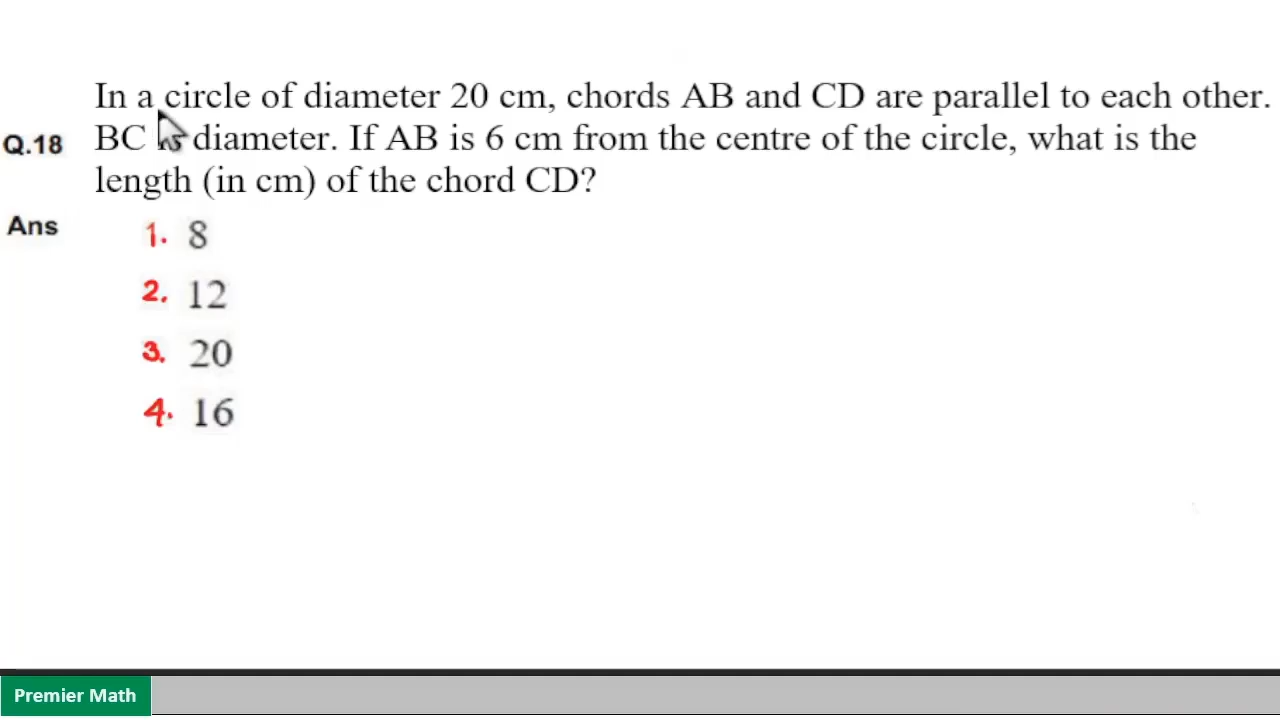 In a circle of diameter 20 cm, chords AB and CD are parallel to each other.
Q.18 BC is diameter. If AB is 6 cm from the centre of the circle, what is the
length (in cm) of the chord CD?
Ans
1. 8
2. 12
3. 20
4. 16
Premier Math